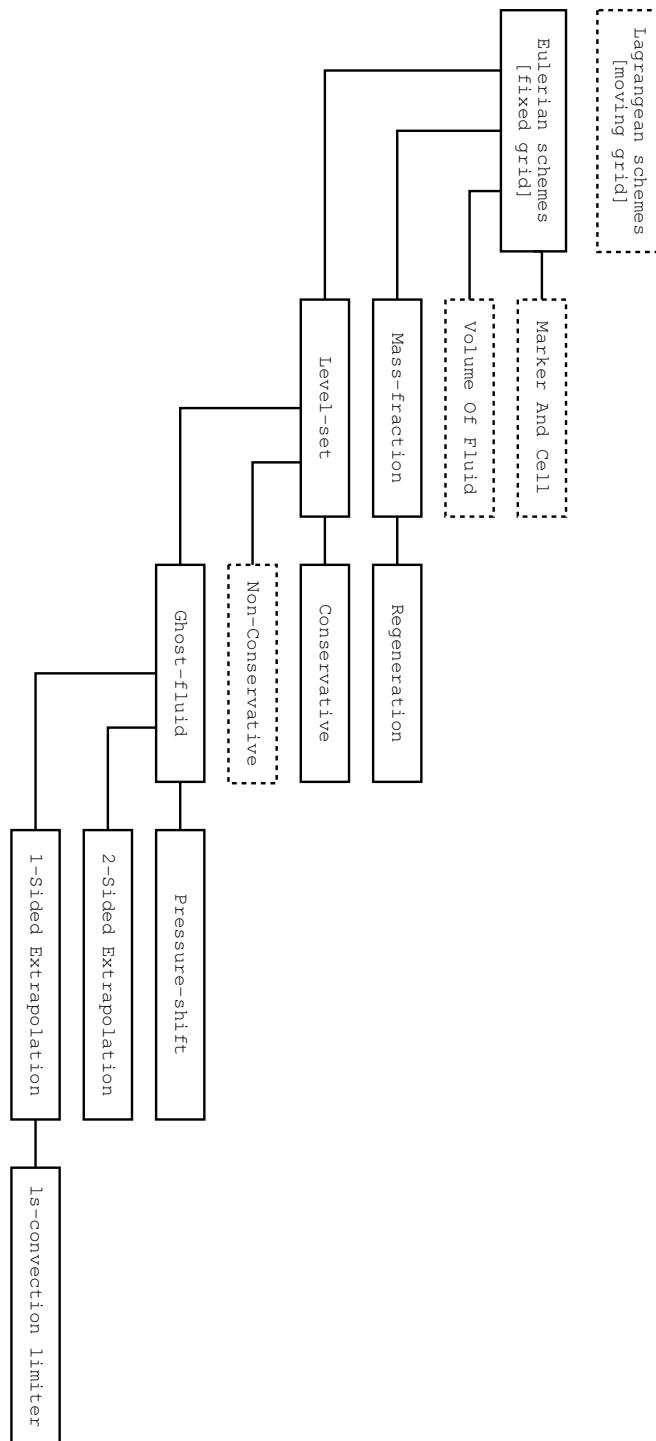 Lagrangean schemes
[moving grid]
Eulerian schemes
[fixed grid]
Marker And Cell
Volume Of Fluid
Mass-fraction
Regeneration
Level-set
Conservative
Non-Conservative
Ghost-fluid
Pressure-shift
2-Sided Extrapolation
1-Sided Extrapolation
ls-convection limiter